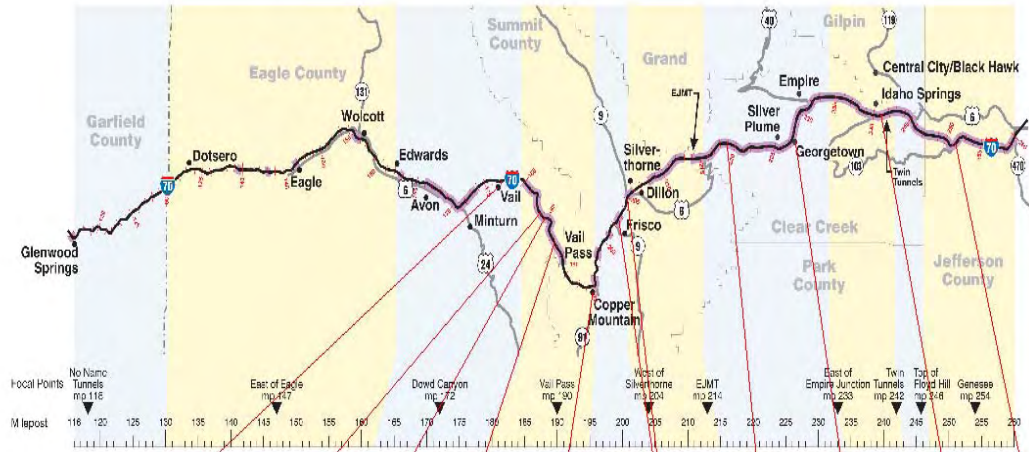 Summit
County
40
Gilpin
119
Grand
Eagle County
131
Central City/Black Hawk
EJMT
Empire
Idaho Springs
Garfield
County
Wolcott
9
Silver
Plume
6
Dotsero
Edwards
Silver-
thorne
70
70
70
Eagle
6
Vail
Dillon
Georgetown
103
Twin
Tunnels
470
Avon
6
Minturn
Frisco
Clear Creek
Glenwood
Springs
Vail
Pass
9
Park
County
Jefferson
County
24
Copper
Mountain
91
Focal Points
No Name
Tunnels
mp 118
East of Eagle
mp 147
Dowd Canyon
mp 172
Vail Pass
mp 190
West of
Silverthorne
mp 204
EJMT
mp 214
East of
Empire Junction
mp 233
Twin
Tunnels
mp 242
Top of
Floyd Hill
mp 246
Genesee
mp 254
Milepost
116 120 125 130 135 140 145 150 155 160 165 170 175 181 185 190 195 200 205 210 215 220 225 230 235 240 245 250 255 260